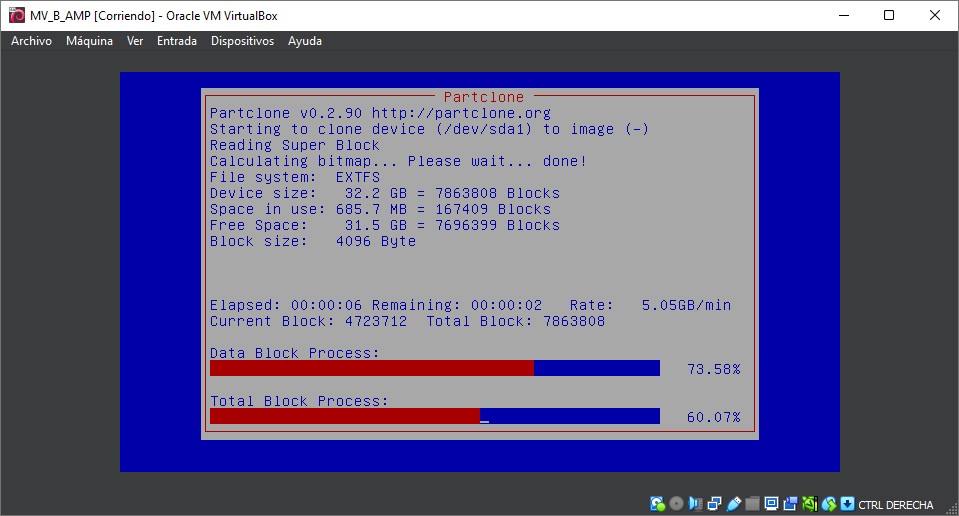 MV_B_AMP [Corriendo] - Oracle VM VirtualBox
Archivo Máquina Ver Entrada Dispositivos Ayuda
Partclone
Partclone v0.2.90 http://partclone.org
Starting to clone device (/dev/sda1) to image (-)
Reading Super Block
Calculating bitmap... Please wait... done!
File system: EXTFS
Device size: 32.2 GB = 7863808 Blocks
Space in use: 685.7 MB = 167409 Blocks
Free Space: 31.5 GB = 7696399 Blocks
Block size: 4096 Byte
Elapsed: 00:00:06 Remaining: 00:00:02 Rate: 5.05GB/min
Current Block: 4723712 Total Block: 7863808
Data Block Process:
73.58%
Total Block Process:
60.07%
CTRL DERECHA